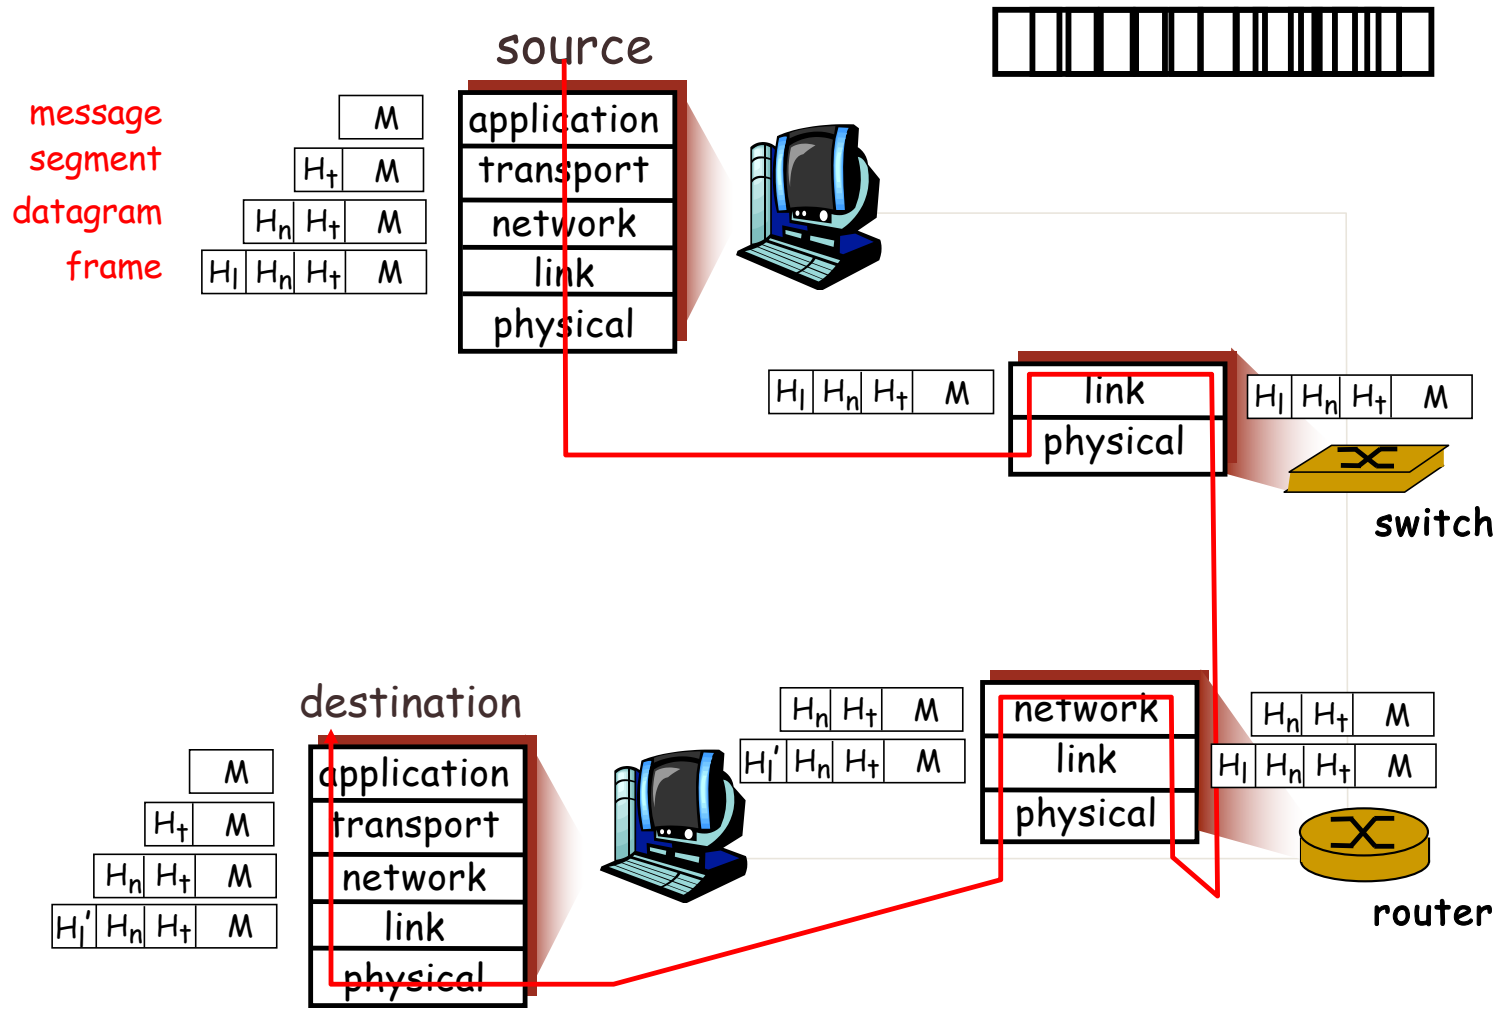 source
message
M
application
segment
Ht M
transport
datagram
Hn Ht M
network
frame
Hl Hn Ht M
link
physical
Hl Hn Ht M
link
Hl Hn Ht M
physical
switch
destination
Hn Ht M
network
Hn Ht M
Hl' Hn Ht M
link
Hl Hn Ht M
physical
router
M
application
Ht M
transport
Hn Ht M
network
Hl' Hn Ht M
link
physical